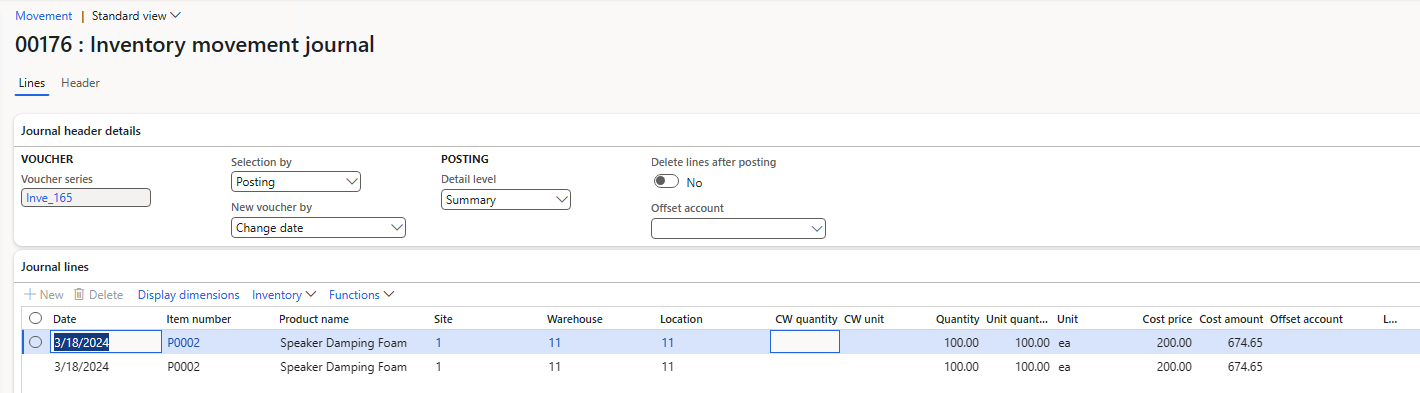 Movement | Standard view
00176 : Inventory movement journal
Lines Header
Journal header details
VOUCHER Selection by POSTING Delete lines after posting
Voucher series Posting Detail level No
Inve_165 New voucher by Summary Offset account
Change date
Journal lines
New Delete Display dimensions Inventory Functions
Date Item number Product name Site Warehouse Location CW quantity CW unit Quantity Unit quant... Unit Cost price Cost amount Offset account L...
3/18/2024 P0002 Speaker Damping Foam 1 11 11 100.00 100.00 ea 200.00 674.65
3/18/2024 P0002 Speaker Damping Foam 1 11 11 100.00 100.00 ea 200.00 674.65